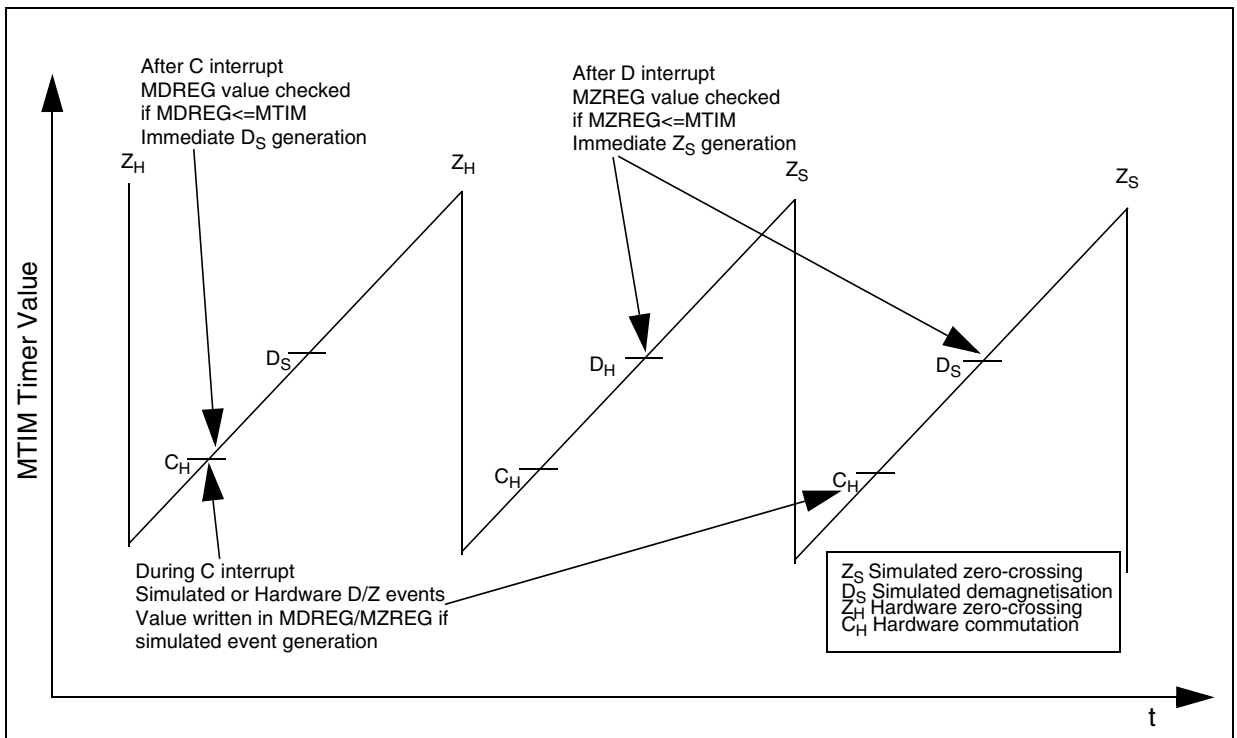 After C interrupt
MDREG value checked
if MDREG<=MTIM
Immediate DS generation
After D interrupt
MZREG value checked
if MZREG<=MTIM
Immediate ZS generation
ZH
ZH
ZS
ZS
MTIM Timer Value
DS
DH
DS
CH
CH
CH
During C interrupt
Simulated or Hardware D/Z events
Value written in MDREG/MZREG if
simulated event generation
ZS Simulated zero-crossing
DS Simulated demagnetisation
ZH Hardware zero-crossing
CH Hardware commutation
t